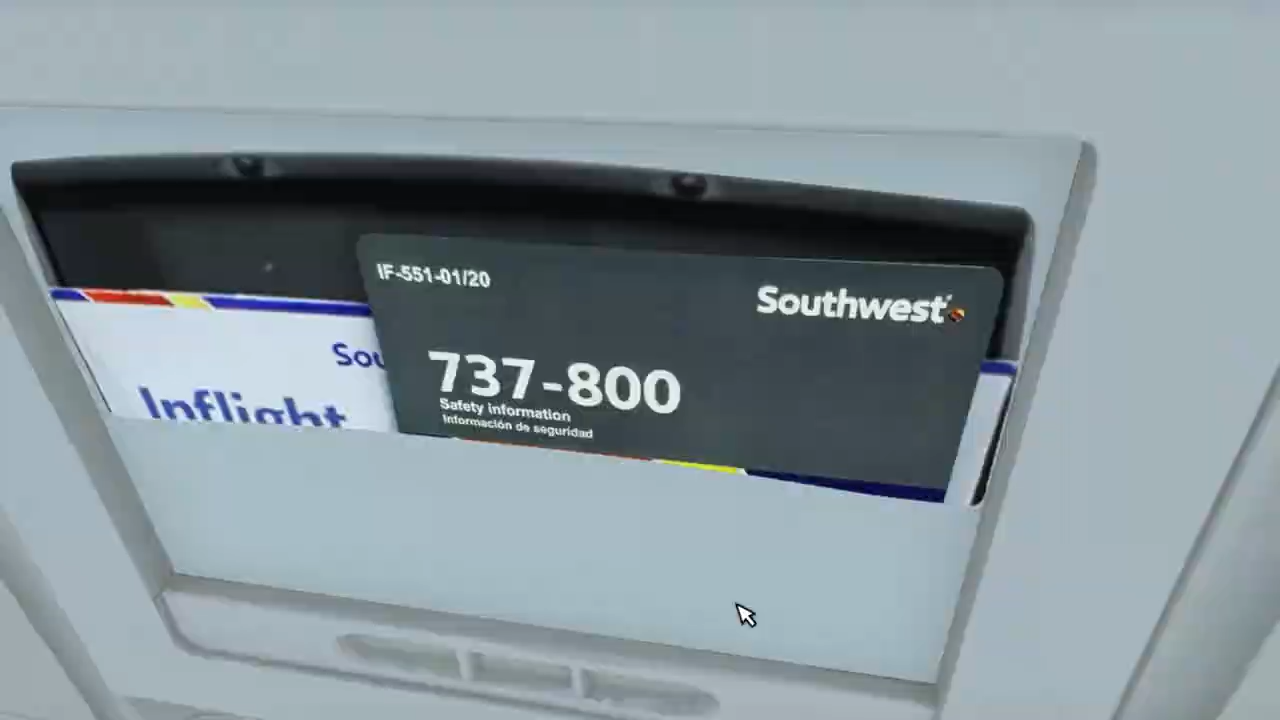 IF-551-01/20
Southwest
737-800
Safety information
Información de seguridad
Sou
Inflight